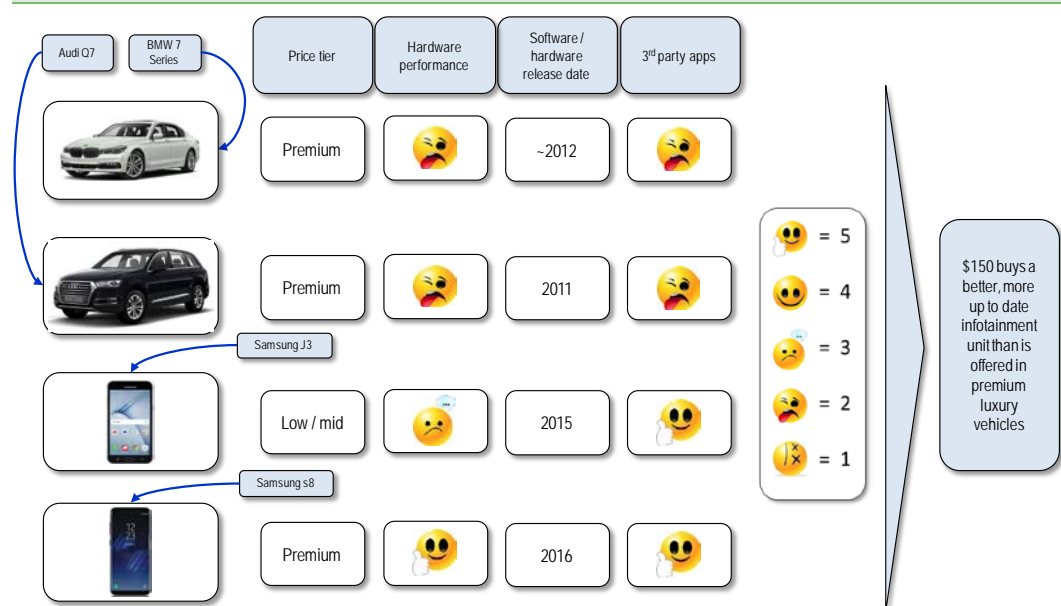 Audi Q7
BMW 7
Series
Price tier
Hardware
performance
Software /
hardware
release date
3rd party apps
Premium
~2012
Premium
2011
Samsung J3
Low / mid
2015
Samsung s8
Premium
2016
= 5
= 4
= 3
= 2
= 1
$150 buys a
better, more
up to date
infotainment
unit than is
offered in
premium
luxury
vehicles